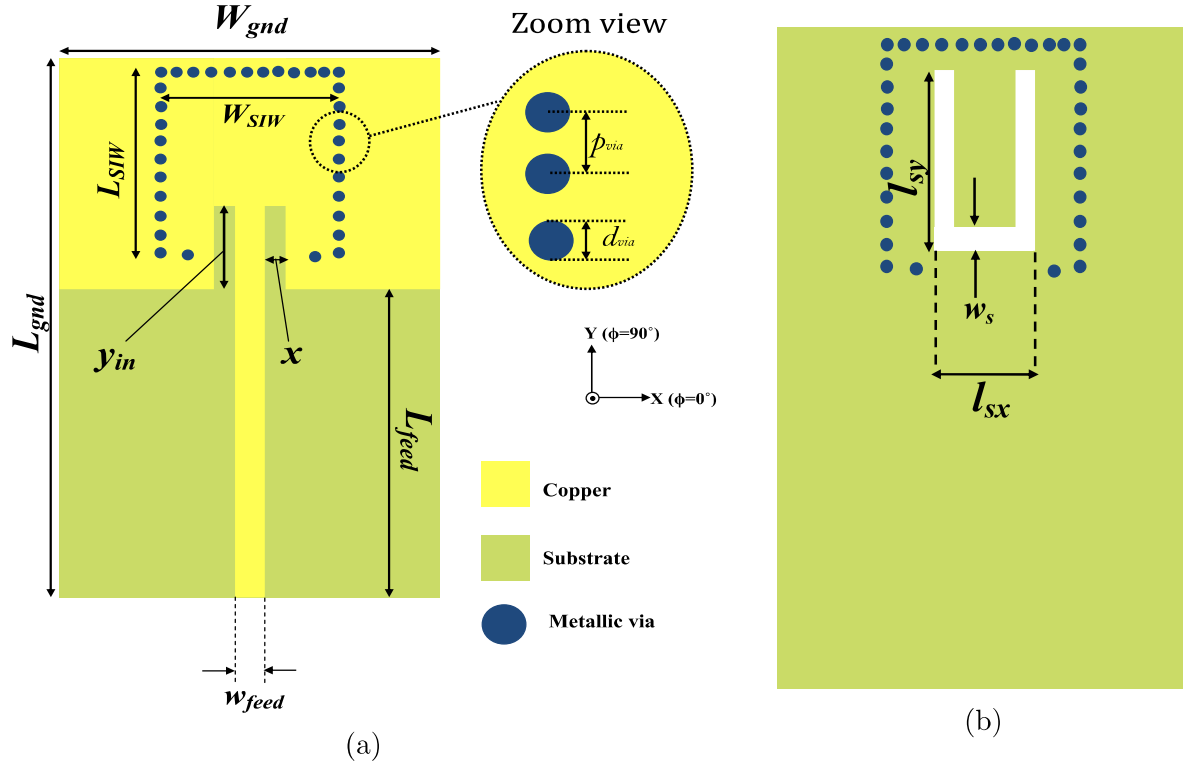 W_gnd
Zoom view
W_SIW
L_SIW
p_via
d_via
L_gnd
y_in
x
L_feed
w_feed
Y (ϕ=90°)
X (ϕ=0°)
Copper
Substrate
Metallic via
(a)
l_sy
w_s
l_sx
(b)